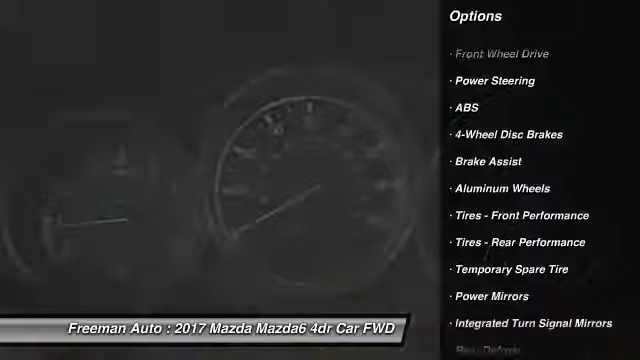 Options
· Front Wheel Drive
· Power Steering
· ABS
· 4-Wheel Disc Brakes
· Brake Assist
· Aluminum Wheels
· Tires - Front Performance
· Tires - Rear Performance
· Temporary Spare Tire
· Power Mirrors
· Integrated Turn Signal Mirrors
Freeman Auto : 2017 Mazda Mazda6 4dr Car FWD